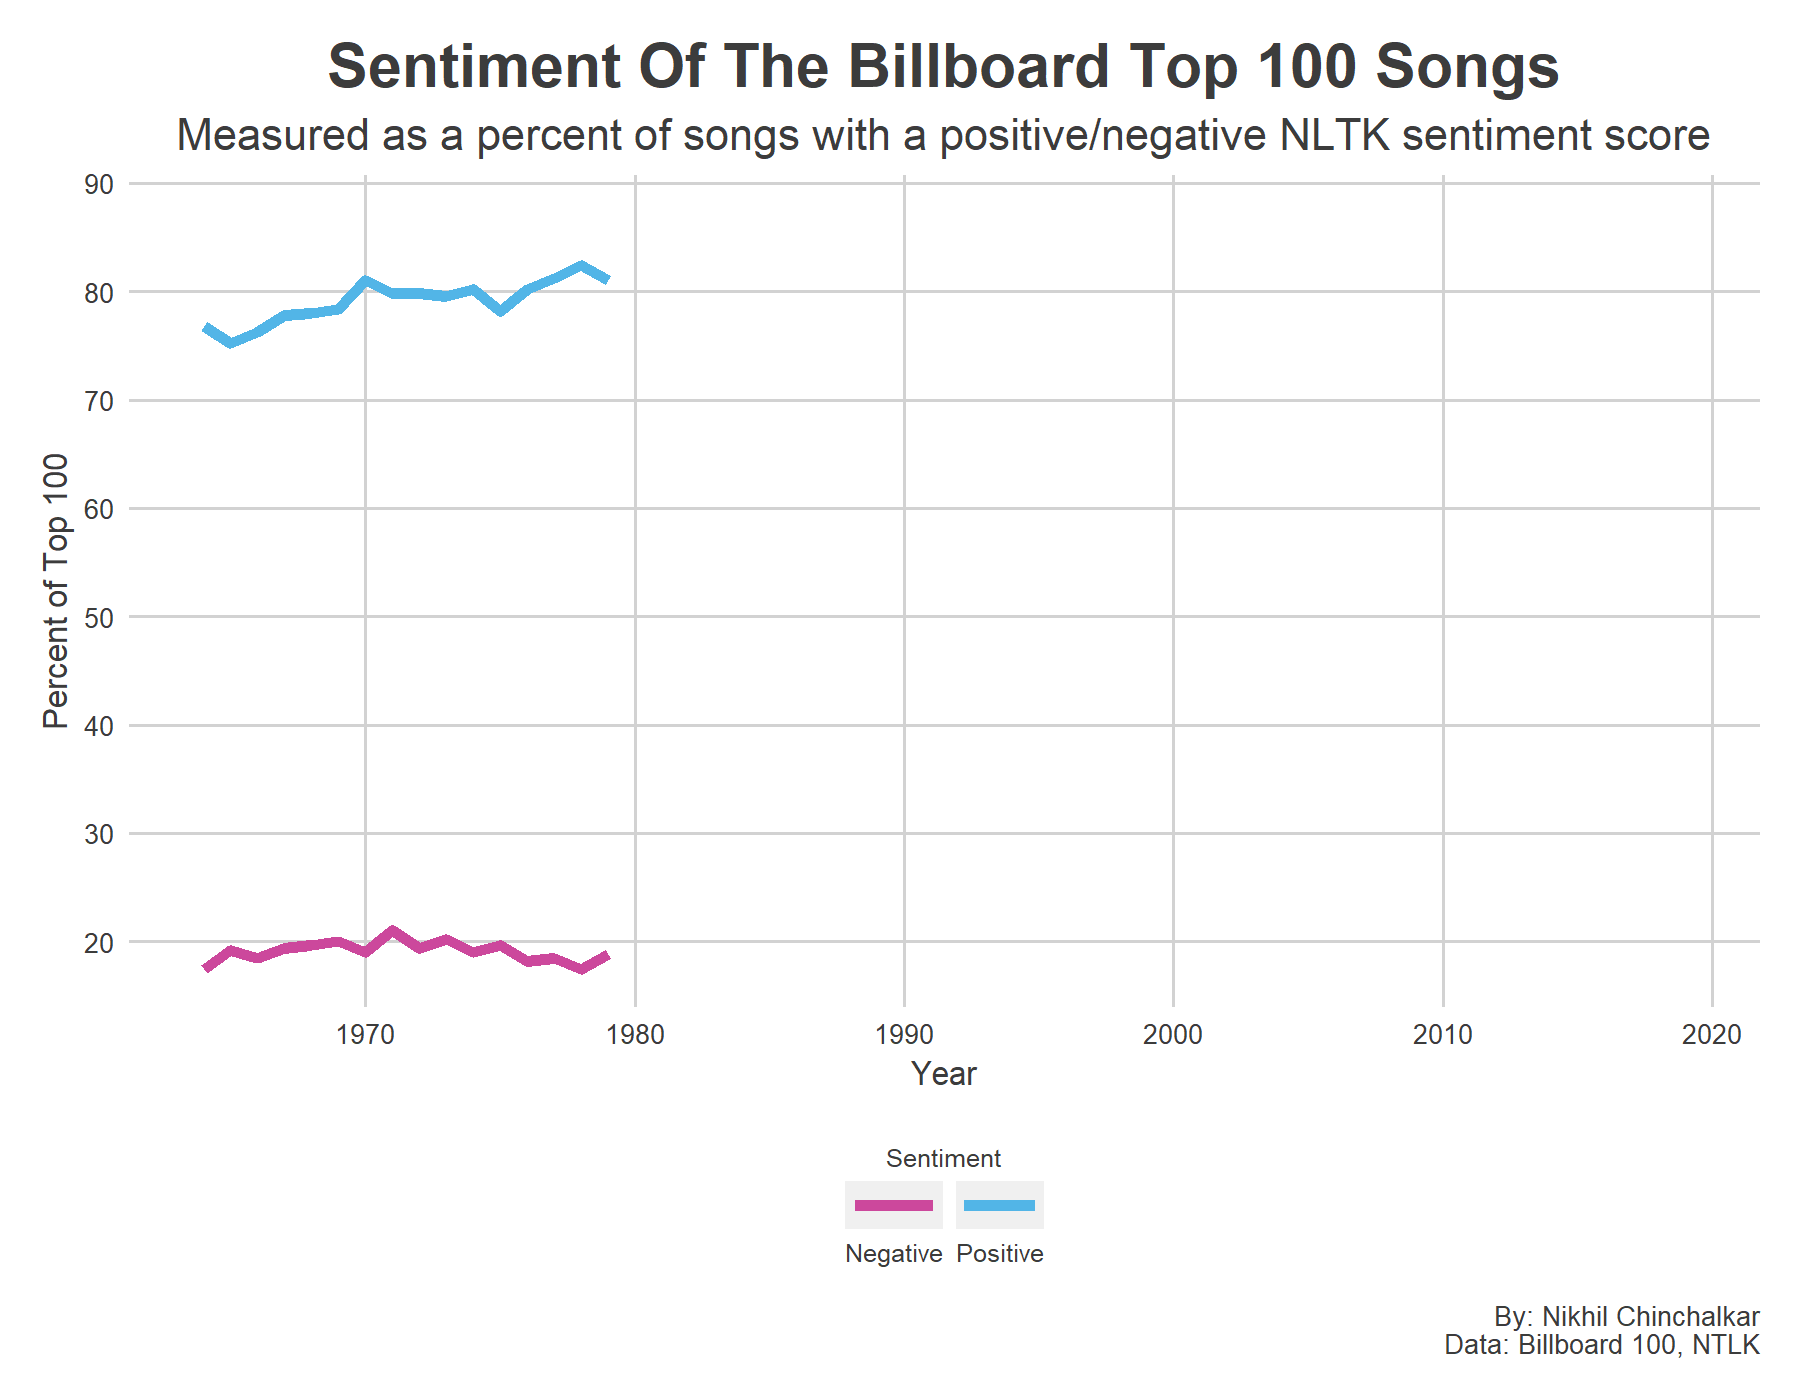 Sentiment Of The Billboard Top 100 Songs
Measured as a percent of songs with a positive/negative NLTK sentiment score
90
80
70
60
50
40
30
20
Percent of Top 100
1970 1980 1990 2000 2010 2020
Year
Sentiment
Negative Positive
By: Nikhil Chinchalkar
Data: Billboard 100, NTLK